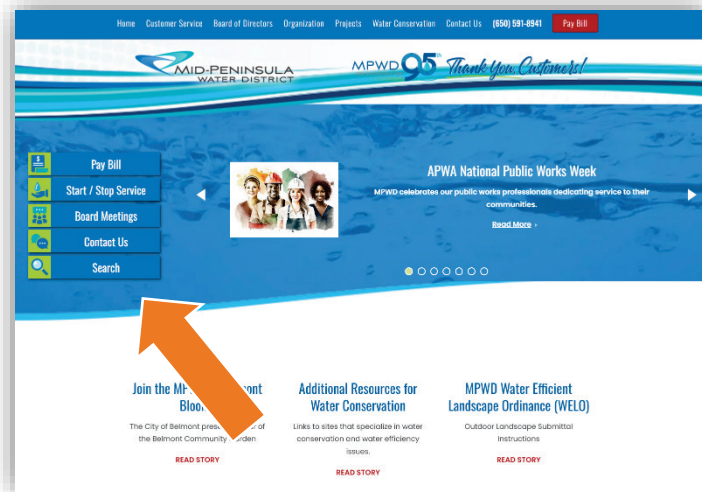 Home Customer Service Board of Directors Organization Projects Water Conservation Contact Us (650) 591-8941 Pay Bill
MID-PENINSULA
WATER DISTRICT
MPWD 95th Thank You, Customers!
Pay Bill
Start / Stop Service
Board Meetings
Contact Us
Search
APWA National Public Works Week
MPWD celebrates our public works professionals dedicating service to their
communities.
Read More ›
Join the
The City of Belmont
the Belmont Community
READ STORY
Additional Resources for
Water Conservation
Links to sites that specialize in water
conservation and water efficiency
issues.
READ STORY
MPWD Water Efficient
Landscape Ordinance (WELO)
Outdoor Landscape Submittal
Instructions
READ STORY